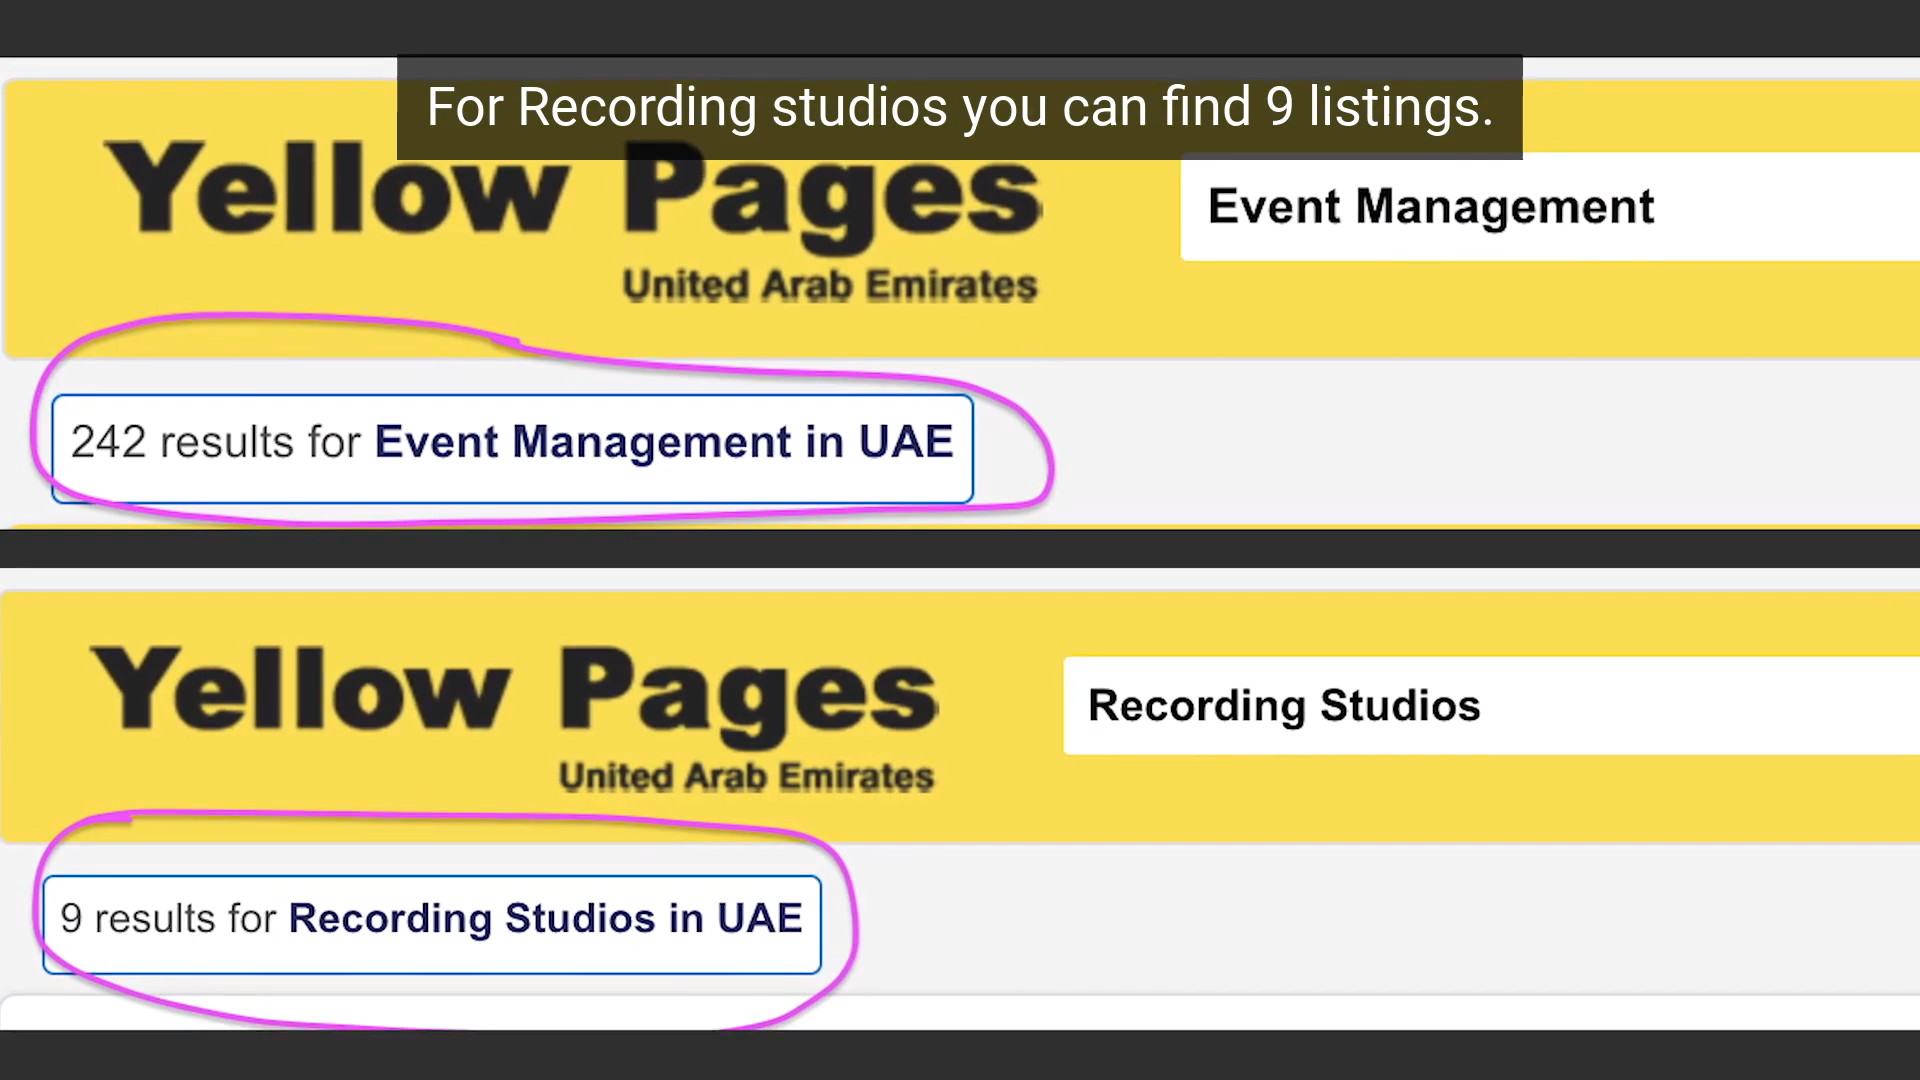 For Recording studios you can find 9 listings.
Yellow Pages
United Arab Emirates
Event Management
242 results for Event Management in UAE
Yellow Pages
United Arab Emirates
Recording Studios
9 results for Recording Studios in UAE